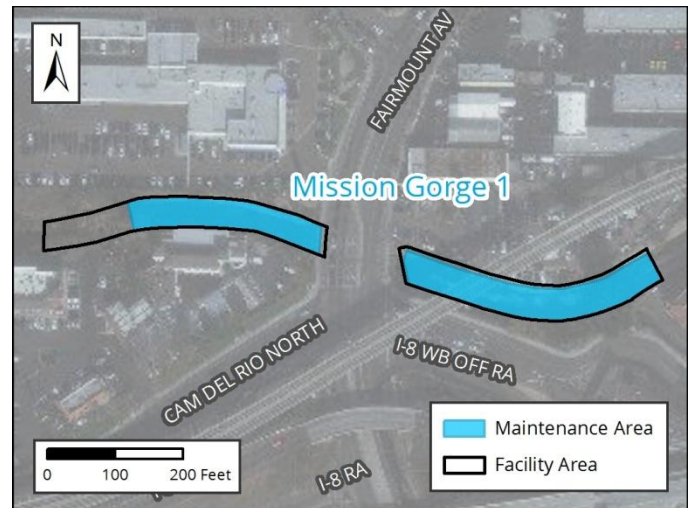 N
FAIRMOUNT AV
Mission Gorge 1
CAM DEL RIO NORTH
I-8 WB OFF RA
Maintenance Area
Facility Area
0 100 200 Feet
I-8 RA